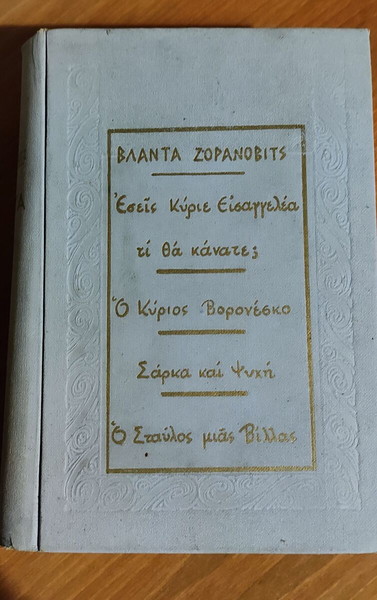 ΒΛΑΝΤΑ ΖΟΡΑΝΟΒΙΤΣ
Ἐσεῖς Κύριε Εἰσαγγελέα
τί θά κάνατε;
Ὁ Κύριος Βορονέσκο
Σάρκα καί Ψυχή
Ὁ Σταῦλος μιᾶς Βίλλας